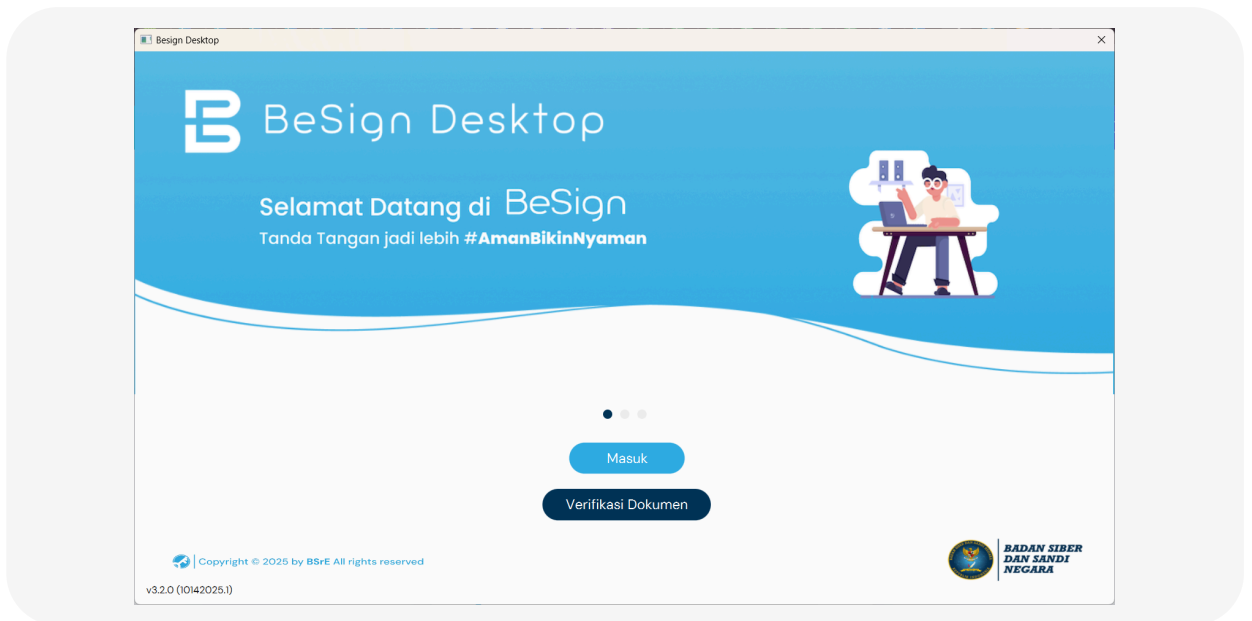 Besign Desktop
BeSign Desktop
Selamat Datang di BeSign
Tanda Tangan jadi lebih #AmanBikinNyaman
Masuk
Verifikasi Dokumen
Copyright © 2025 by BSrE All rights reserved
BADAN SIBER
DAN SANDI
NEGARA
v3.2.0 (10142025.1)